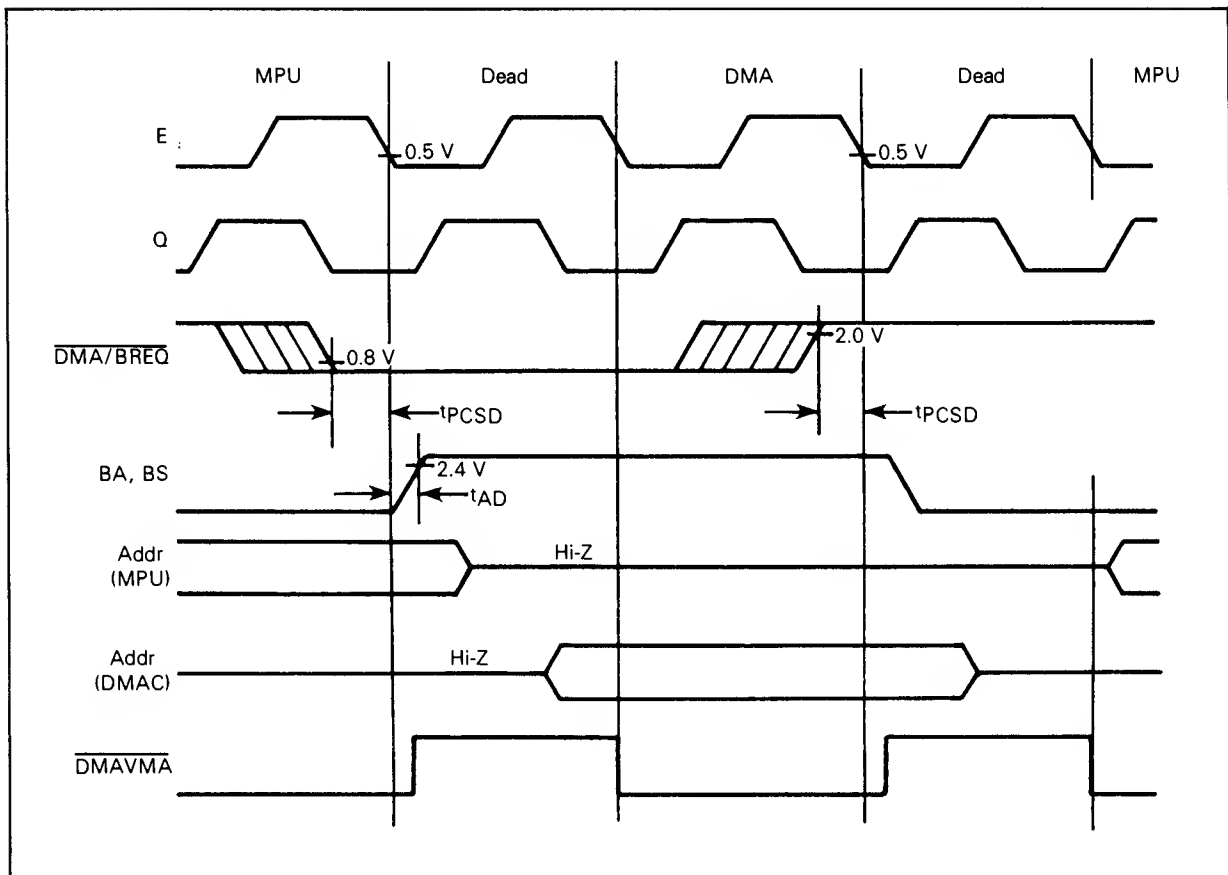 MPU Dead DMA Dead MPU
E
0.5 V 0.5 V
Q
DMA/BREQ
0.8 V 2.0 V
tPCSD tPCSD
BA, BS
2.4 V
tAD
Addr
(MPU)
Hi-Z
Addr
(DMAC)
Hi-Z
DMAVMA